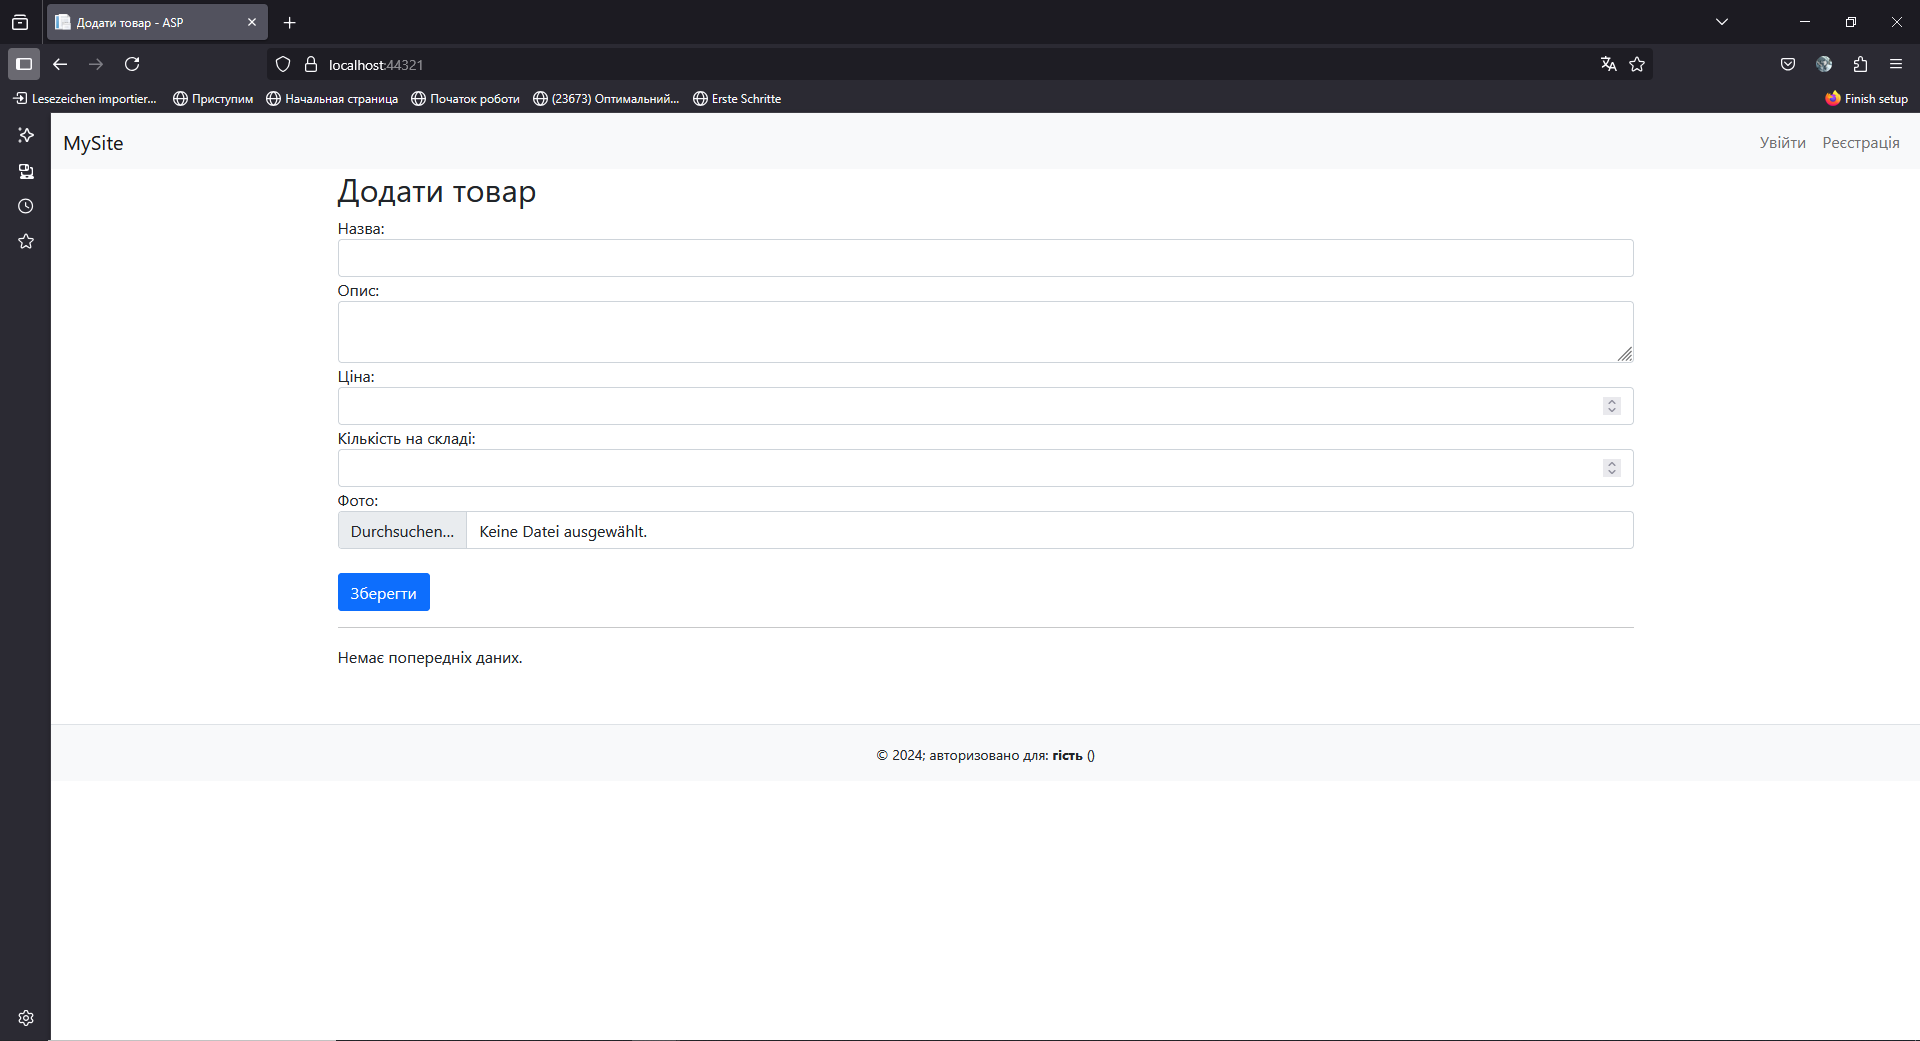 Додати товар - ASP
localhost:44321
Lesezeichen importier...
Приступим
Начальная страница
Початок роботи
(23673) Оптимальний...
Erste Schritte
Finish setup
MySite
Увійти
Реєстрація
Додати товар
Назва:
Опис:
Ціна:
Кількість на складі:
Фото:
Durchsuchen... Keine Datei ausgewählt.
Зберегти
Немає попередніх даних.
© 2024; авторизовано для: гість ()